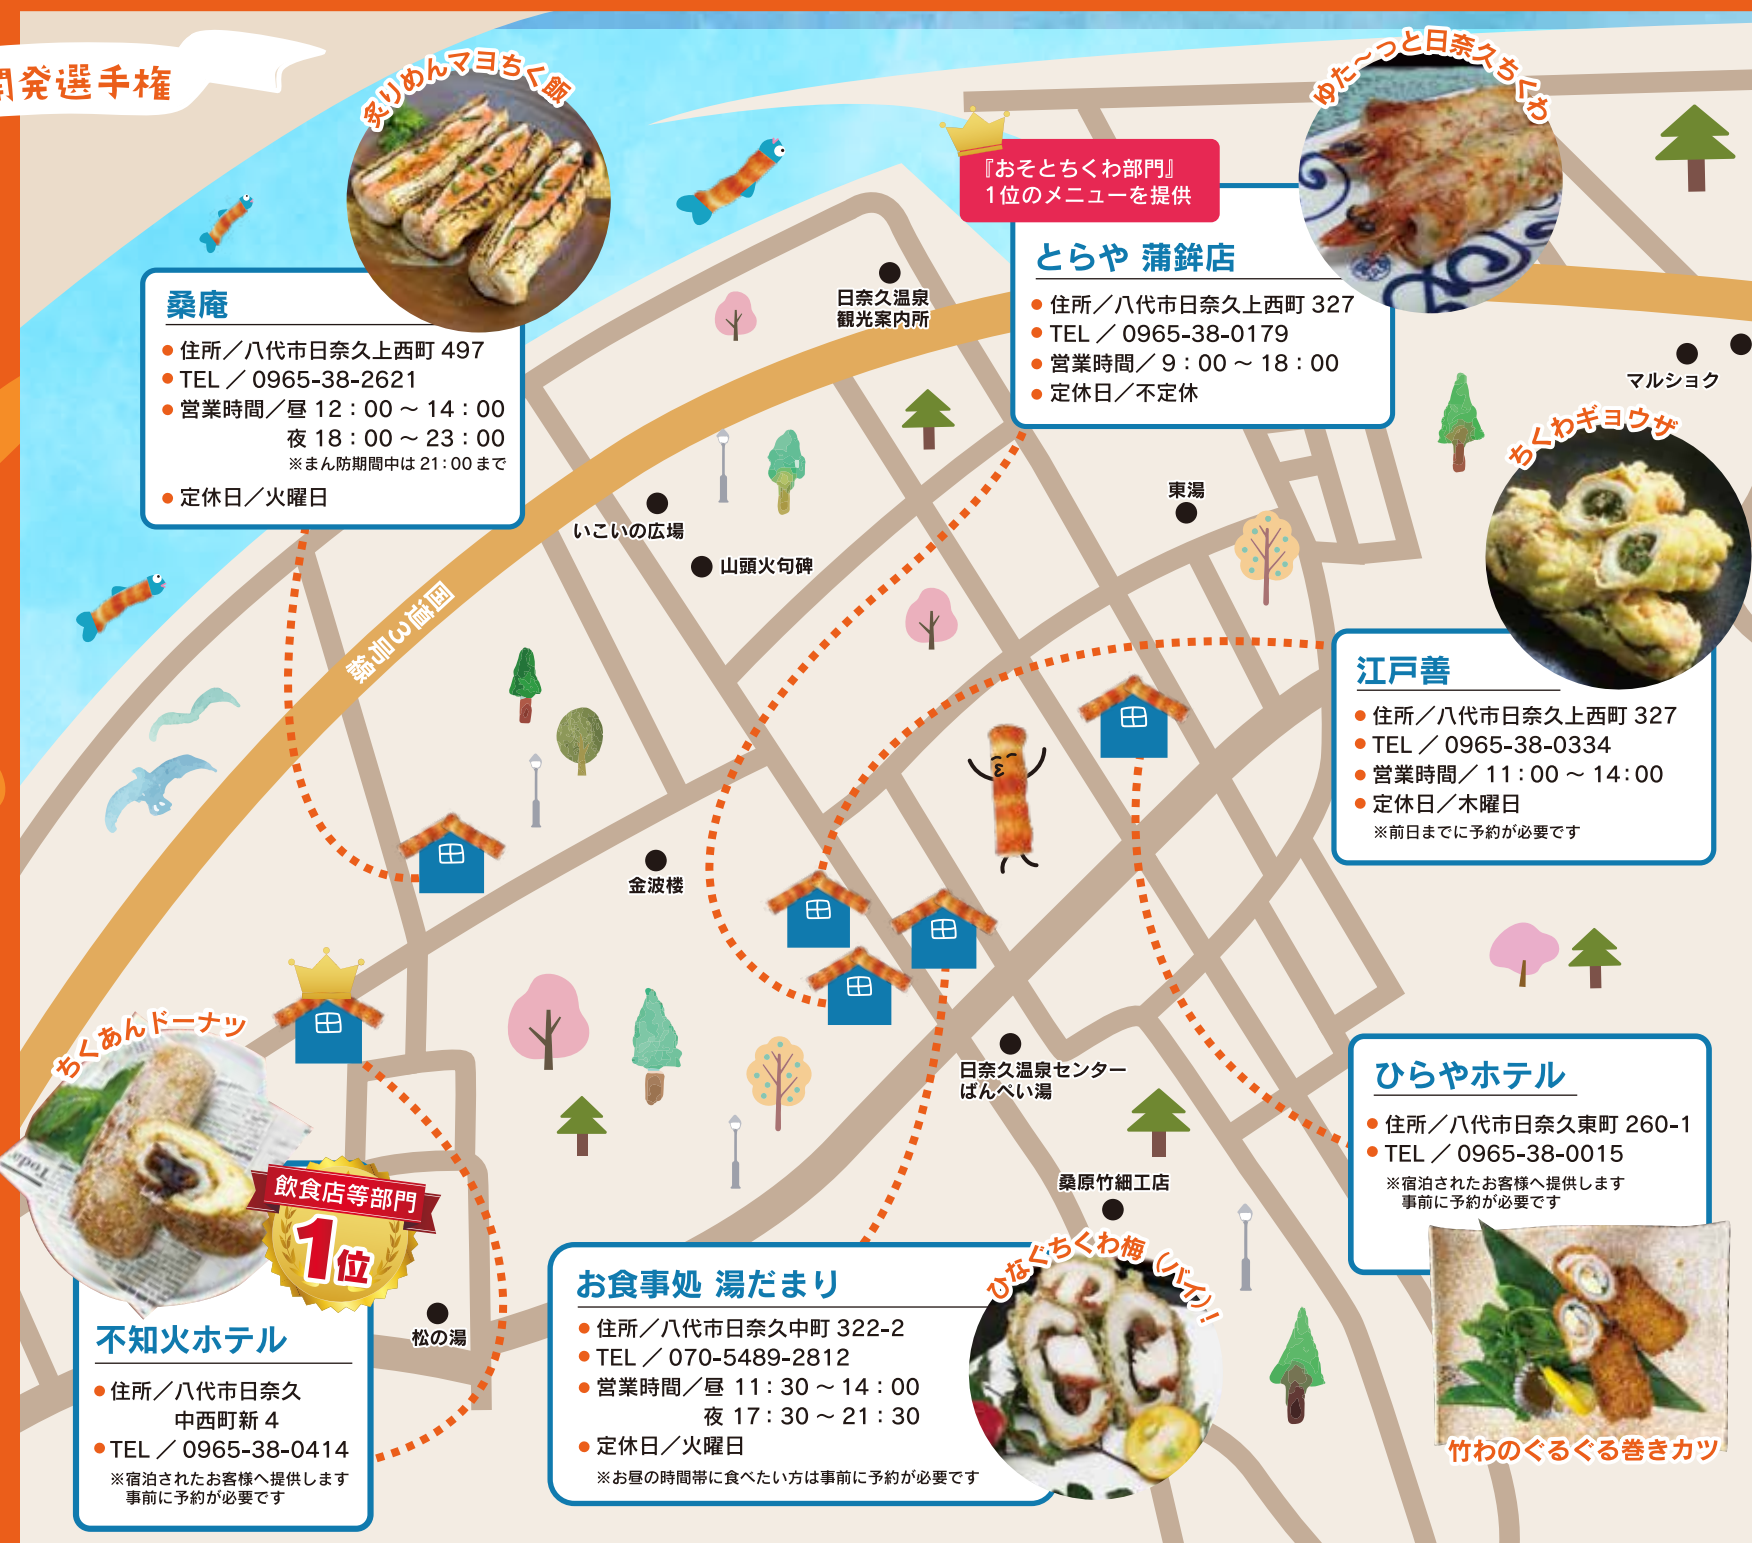 開発選手権
炙りめんマヨちく飯
桑庵
住所／八代市日奈久上西町 497
TEL ／ 0965-38-2621
営業時間／昼 12：00 ～ 14：00
夜 18：00 ～ 23：00
※まん防期間中は 21：00 まで
定休日／火曜日
『おそとちくわ部門』
1位のメニューを提供
ゆた～っと日奈久ちくわ
とらや 蒲鉾店
住所／八代市日奈久上西町 327
TEL ／ 0965-38-0179
営業時間／ 9：00 ～ 18：00
定休日／不定休
日奈久温泉
観光案内所
マルショク
いこいの広場
山頭火句碑
東湯
国道3号線
ちくわギョウザ
江戸善
住所／八代市日奈久上西町 327
TEL ／ 0965-38-0334
営業時間／ 11：00 ～ 14：00
定休日／木曜日
※前日までに予約が必要です
金波楼
日奈久温泉センター
ばんぺい湯
桑原竹細工店
ひらやホテル
住所／八代市日奈久東町 260-1
TEL ／ 0965-38-0015
※宿泊されたお客様へ提供します
事前に予約が必要です
竹わのぐるぐる巻きカツ
ちくあんドーナツ
飲食店等部門
1位
不知火ホテル
住所／八代市日奈久
中西町新 4
TEL ／ 0965-38-0414
※宿泊されたお客様へ提供します
事前に予約が必要です
松の湯
ひなぐちくわ梅（バイ）！
お食事処 湯だまり
住所／八代市日奈久中町 322-2
TEL ／ 070-5489-2812
営業時間／昼 11：30 ～ 14：00
夜 17：30 ～ 21：30
定休日／火曜日
※お昼の時間帯に食べたい方は事前に予約が必要です